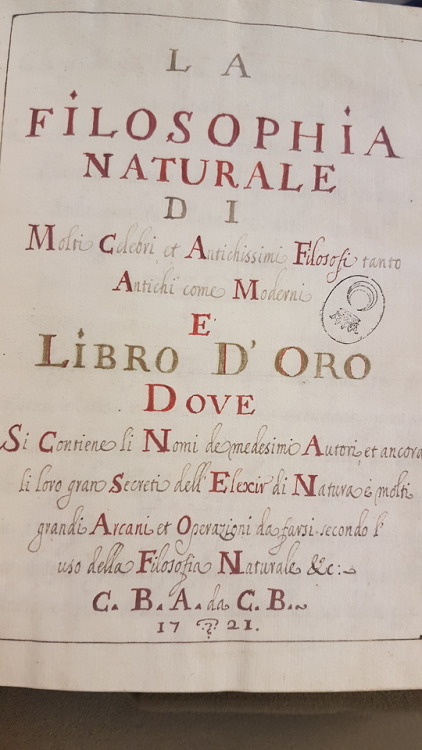 LA
FILOSOPHIA
NATURALE
DI
Molti Celebri et Antichissimi Filosofi tanto
Antichi come Moderni
E
LIBRO D'ORO
DOVE
Si Contiene li Nomi de medesimi Autori, et ancora
li loro gran Secreti dell' Elexir di Natura è molti
grandi Arcani et Operazioni da farsi secondo l'
uso della Filosofia Naturale &c:
C. B. A. da C. B.
17 21.